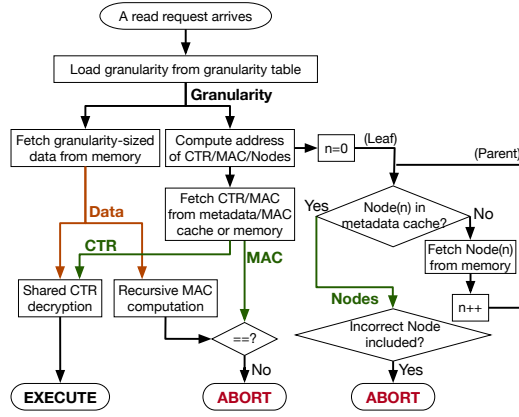 A read request arrives
Load granularity from granularity table
Granularity
Fetch granularity-sized
data from memory
Compute address
of CTR/MAC/Nodes
n=0
(Leaf)
(Parent)
Fetch CTR/MAC
from metadata/MAC
cache or memory
Yes
Node(n) in
metadata cache?
No
Data
CTR
MAC
Fetch Node(n)
from memory
Shared CTR
decryption
Recursive MAC
computation
Nodes
n++
==?
Incorrect Node
included?
No
Yes
EXECUTE
ABORT
ABORT